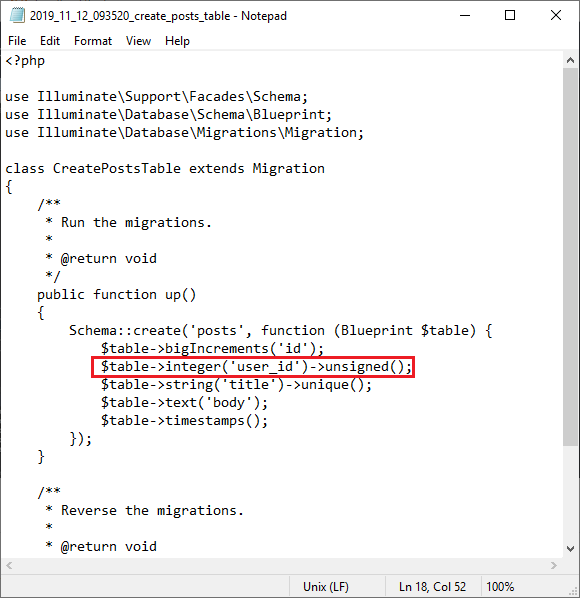 2019_11_12_093520_create_posts_table - Notepad
File Edit Format View Help
<?php

use Illuminate\Support\Facades\Schema;
use Illuminate\Database\Schema\Blueprint;
use Illuminate\Database\Migrations\Migration;

class CreatePostsTable extends Migration
{
    /**
     * Run the migrations.
     *
     * @return void
     */
    public function up()
    {
        Schema::create('posts', function (Blueprint $table) {
            $table->bigIncrements('id');
            $table->integer('user_id')->unsigned();
            $table->string('title')->unique();
            $table->text('body');
            $table->timestamps();
        });
    }

    /**
     * Reverse the migrations.
     *
     * @return void
Unix (LF) Ln 18, Col 52 100%